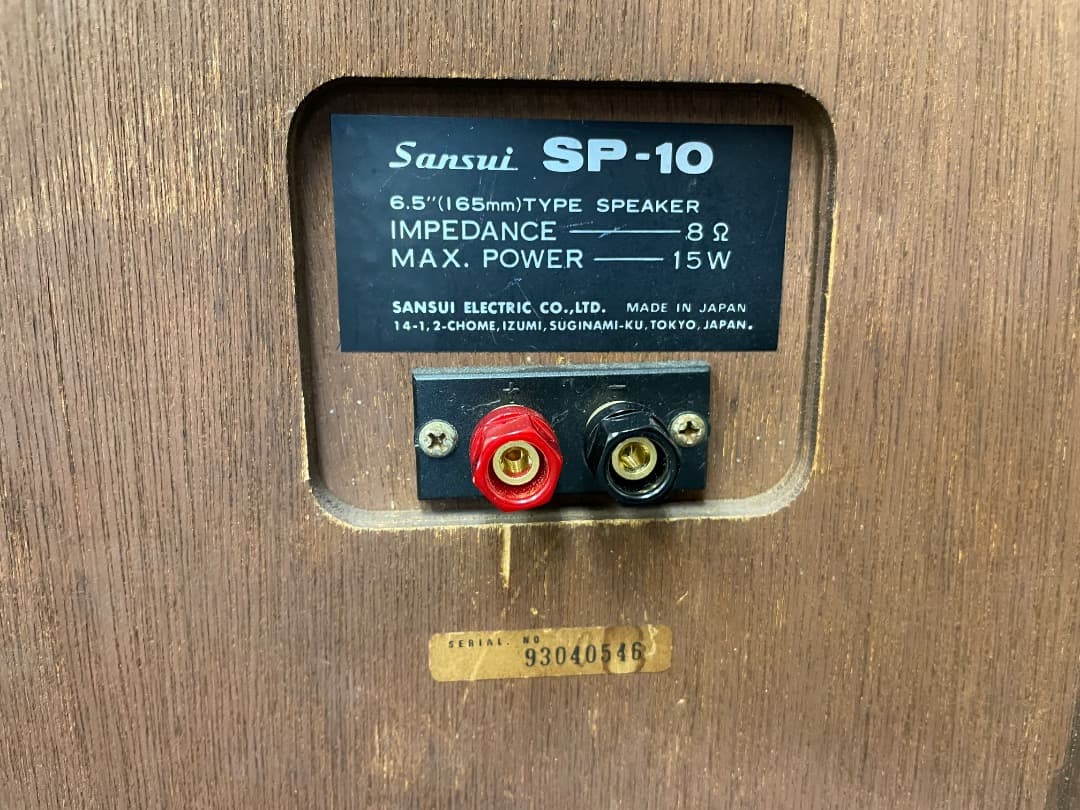 Sansui SP-10
6.5"(165mm)TYPE SPEAKER
IMPEDANCE — 8 Ω
MAX. POWER — 15W
SANSUI ELECTRIC CO.,LTD. MADE IN JAPAN
14-1, 2-CHOME, IZUMI, SUGINAMI-KU, TOKYO, JAPAN.
+ −
SERIAL. NO
93040546